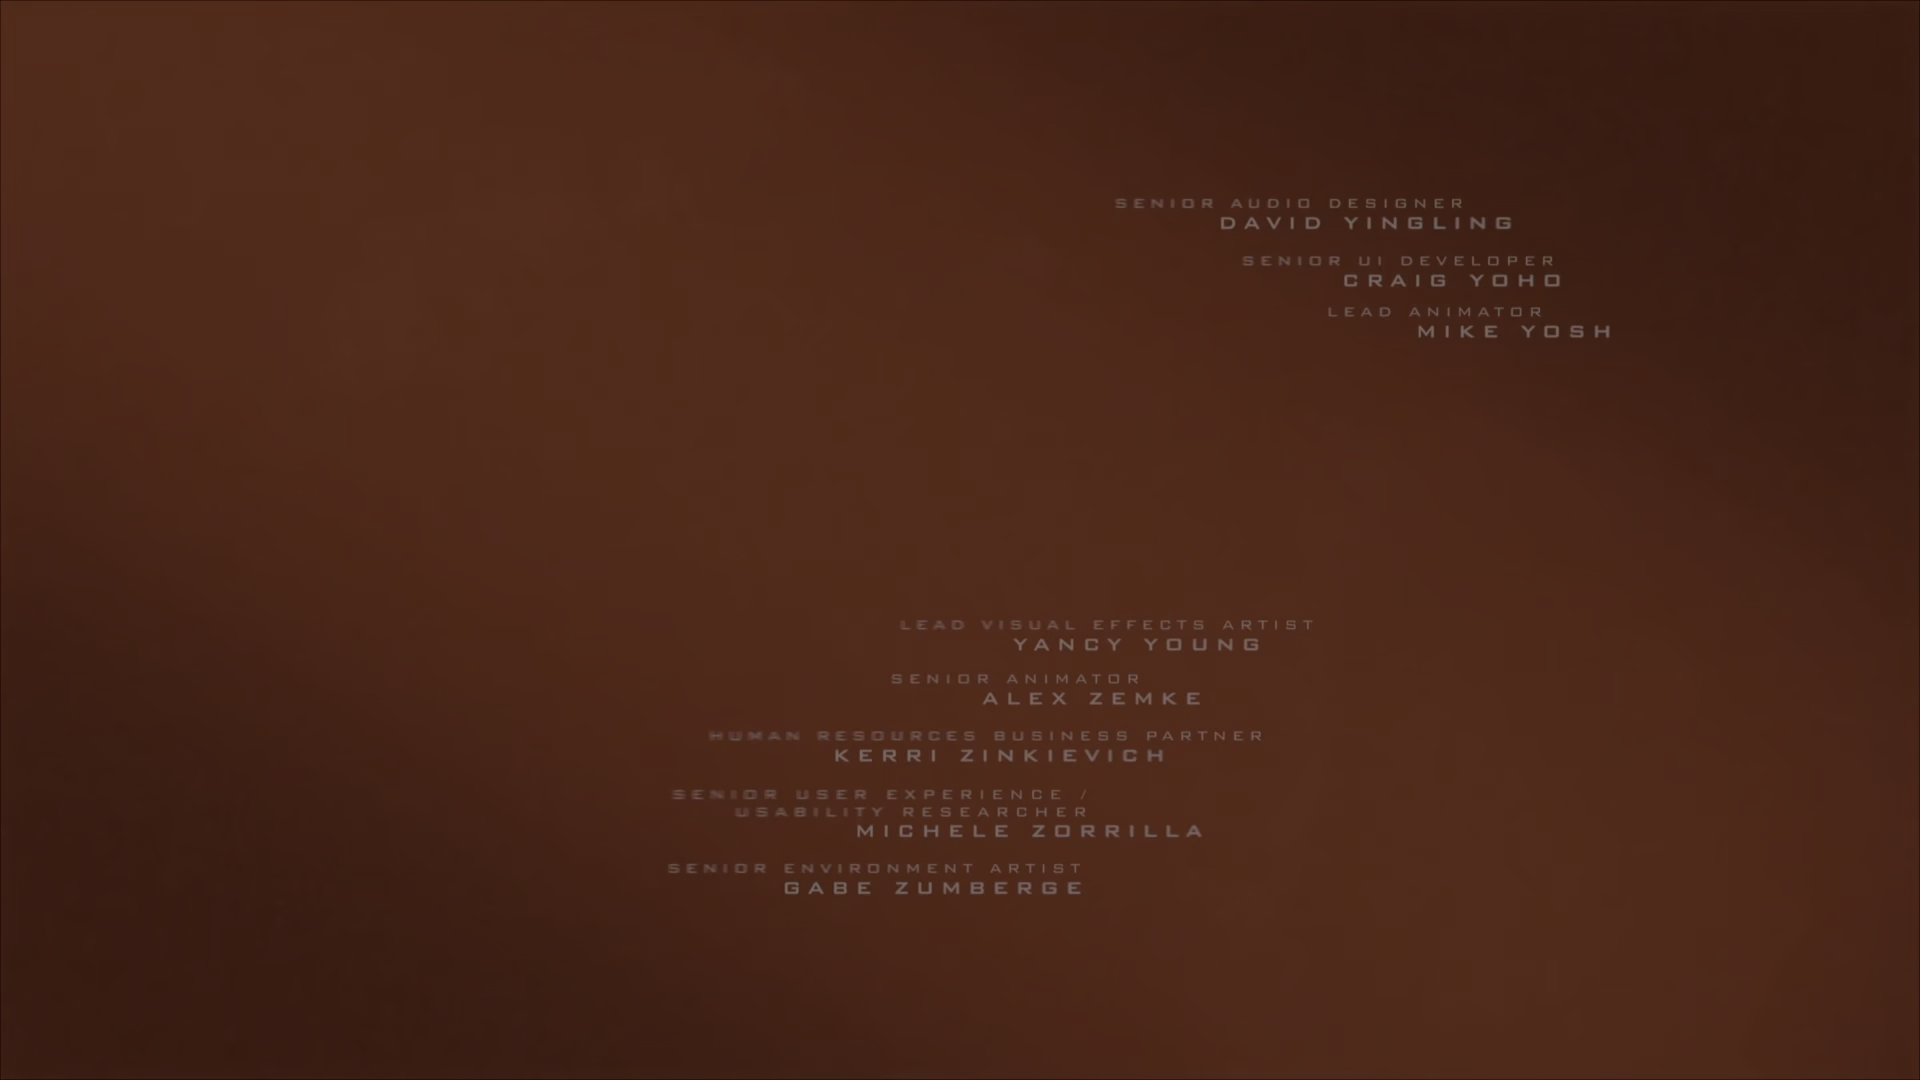 SENIOR AUDIO DESIGNER
DAVID YINGLING
SENIOR UI DEVELOPER
CRAIG YOHO
LEAD ANIMATOR
MIKE YOSH
LEAD VISUAL EFFECTS ARTIST
YANCY YOUNG
SENIOR ANIMATOR
ALEX ZEMKE
HUMAN RESOURCES BUSINESS PARTNER
KERRI ZINKIEVICH
SENIOR USER EXPERIENCE /
USABILITY RESEARCHER
MICHELE ZORRILLA
SENIOR ENVIRONMENT ARTIST
GABE ZUMBERGE